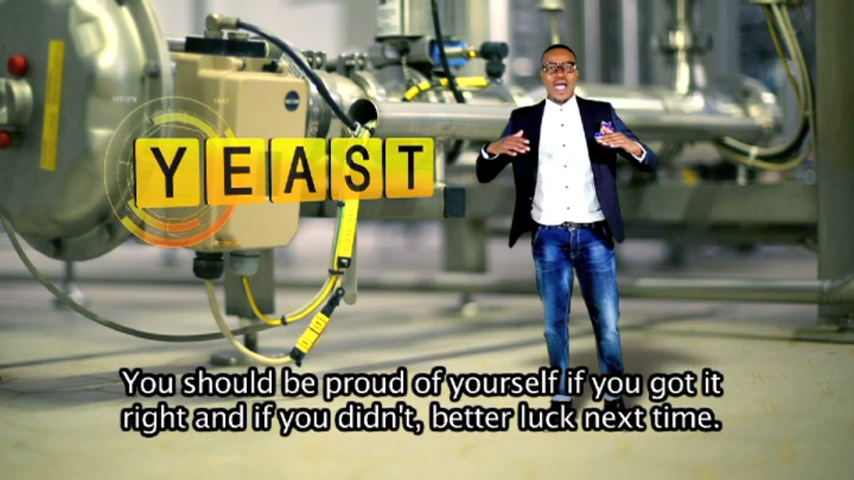 YEAST
You should be proud of yourself if you got it
right and if you didn't, better luck next time.